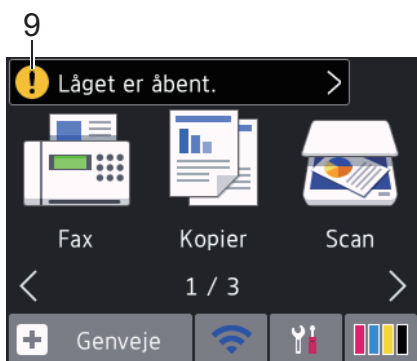 9
Låget er åbent.
Fax Kopier Scan
1 / 3
Genveje